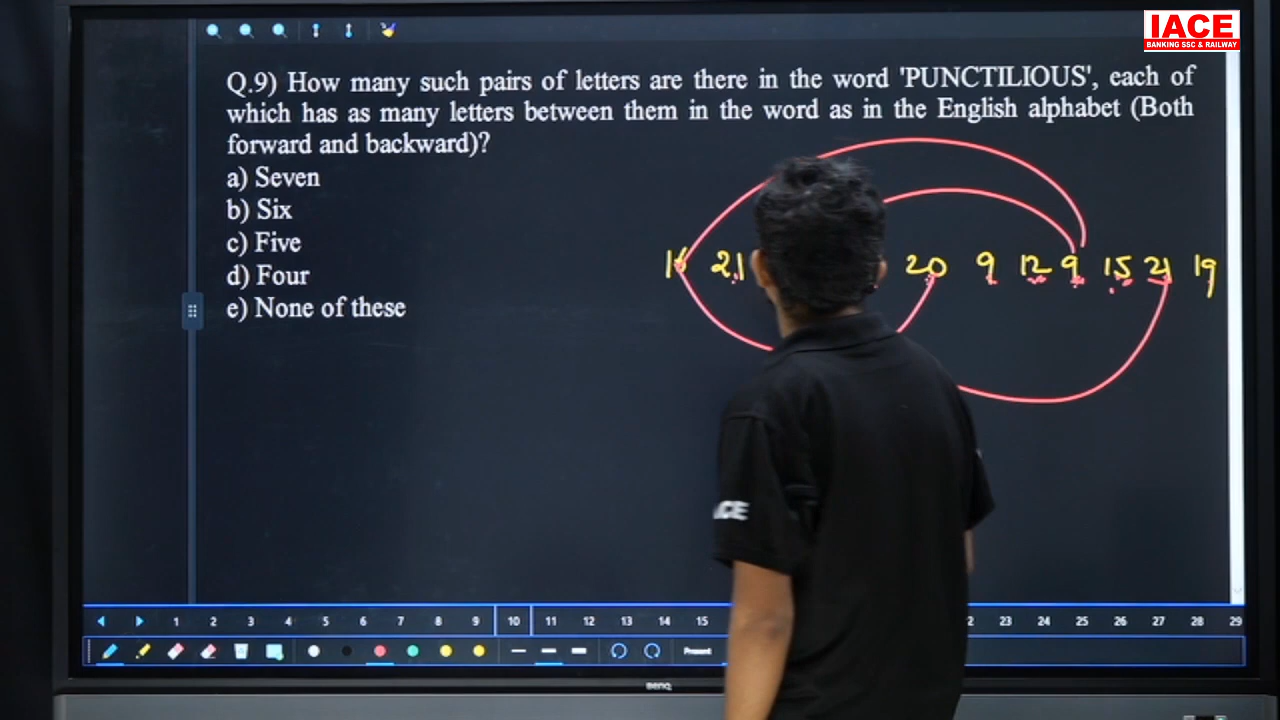 IACE
BANKING SSC & RAILWAY
Q.9) How many such pairs of letters are there in the word 'PUNCTILIOUS', each of
which has as many letters between them in the word as in the English alphabet (Both
forward and backward)?
a) Seven
b) Six
c) Five
d) Four
e) None of these
16 21 20 9 12 9 15 21 19
1 2 3 4 5 6 7 8 9 10 11 12 13 14 15 2 23 24 25 26 27 28 29
Present
BenQ
ICE